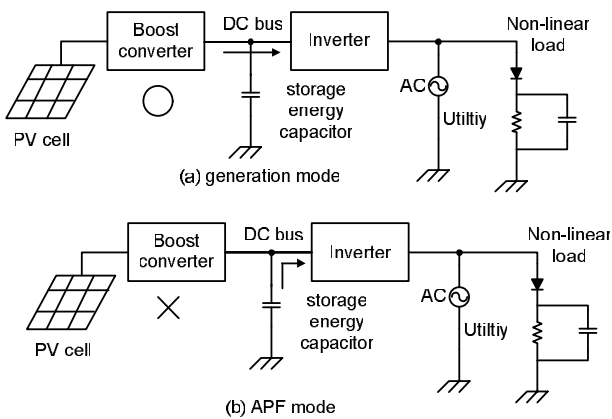 Boost
converter
DC bus
Inverter
Non-linear
load
AC
Utiltiy
storage
energy
capacitor
PV cell
(a) generation mode
Boost
converter
DC bus
Inverter
Non-linear
load
AC
Utiltiy
storage
energy
capacitor
PV cell
(b) APF mode